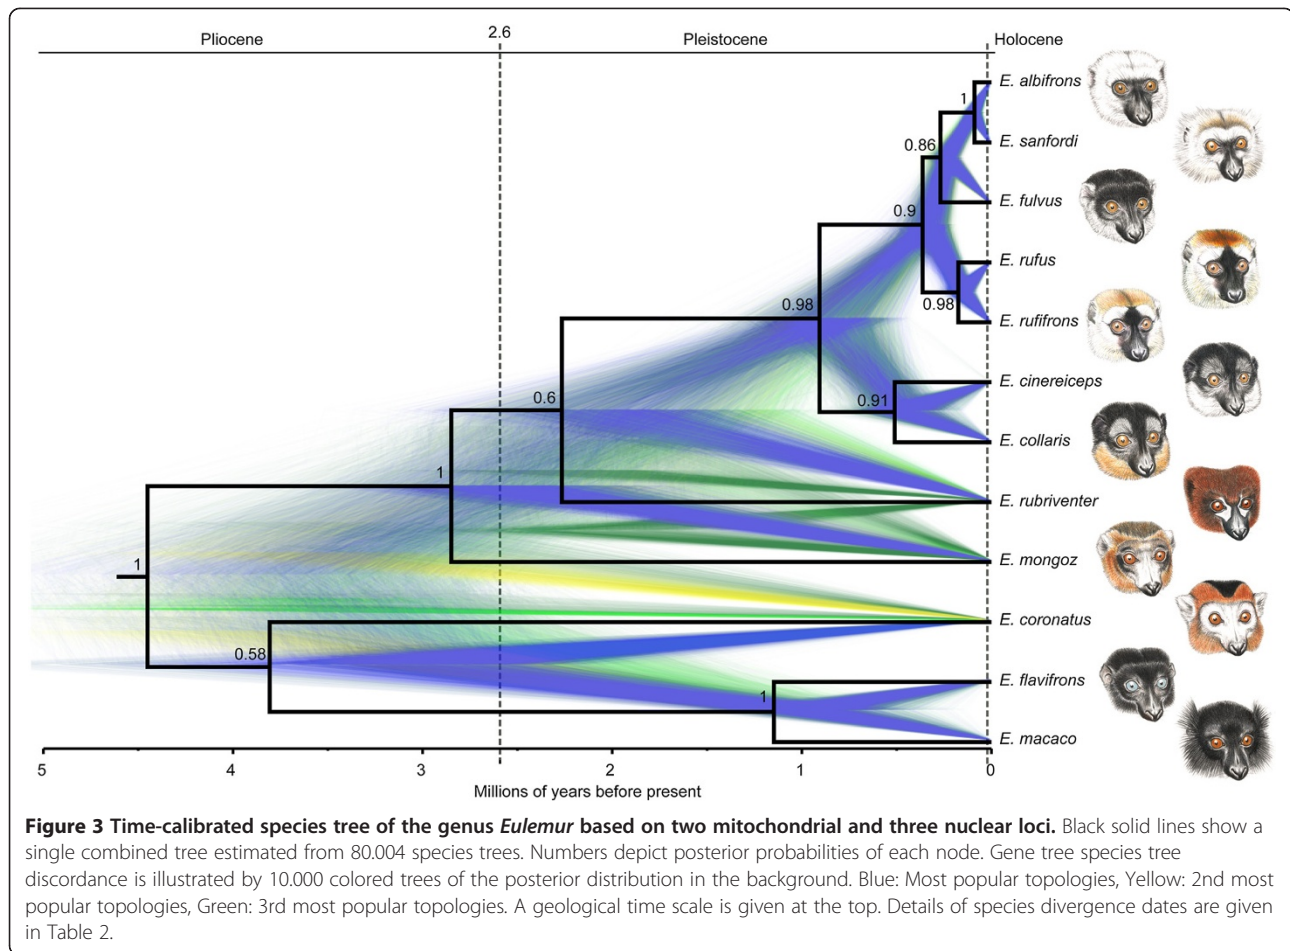 2.6
Pliocene Pleistocene Holocene
E. albifrons
1
E. sanfordi
0.86
E. fulvus
0.9
E. rufus
0.98
0.98
E. rufifrons
E. cinereiceps
0.6
0.91
E. collaris
1
E. rubriventer
E. mongoz
1
E. coronatus
0.58
E. flavifrons
1
E. macaco
5 4 3 2 1 0
Millions of years before present
Figure 3 Time-calibrated species tree of the genus Eulemur based on two mitochondrial and three nuclear loci. Black solid lines show a
single combined tree estimated from 80.004 species trees. Numbers depict posterior probabilities of each node. Gene tree species tree
discordance is illustrated by 10.000 colored trees of the posterior distribution in the background. Blue: Most popular topologies, Yellow: 2nd most
popular topologies, Green: 3rd most popular topologies. A geological time scale is given at the top. Details of species divergence dates are given
in Table 2.